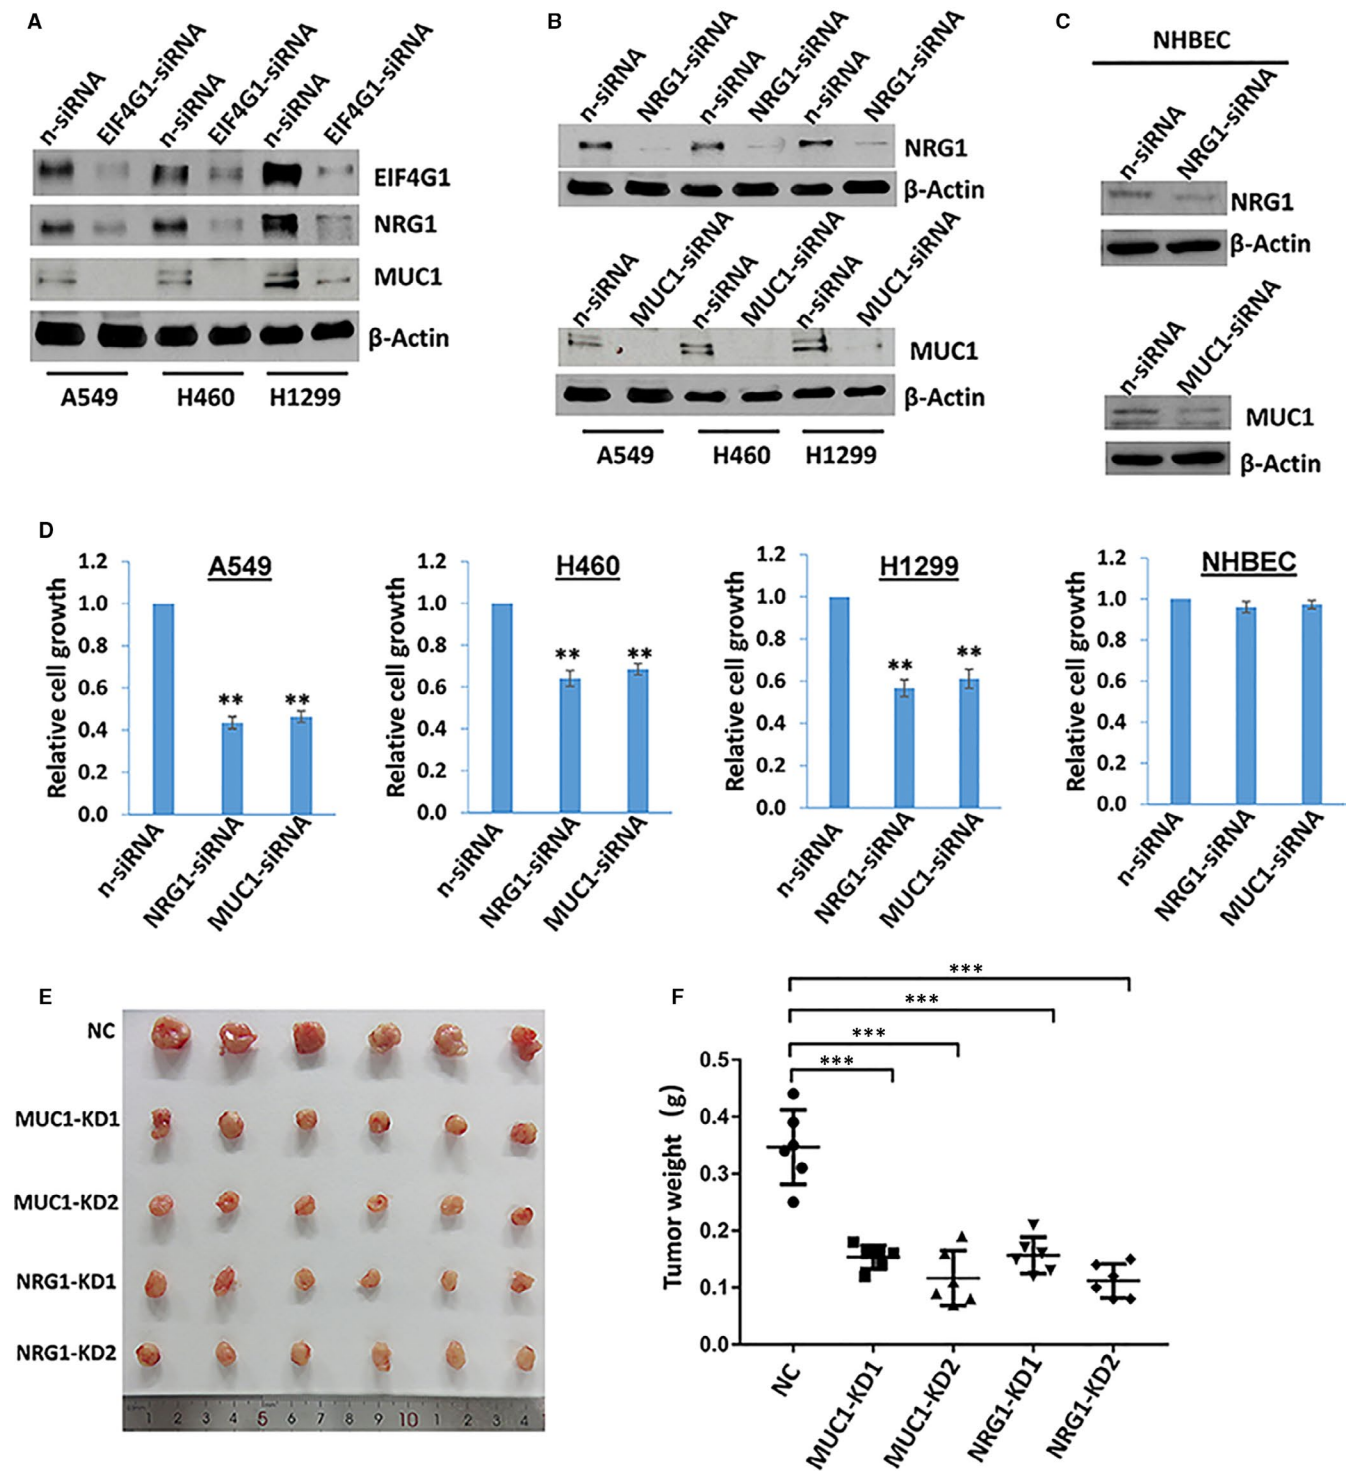 A
n-siRNA
EIF4G1-siRNA
n-siRNA
EIF4G1-siRNA
n-siRNA
EIF4G1-siRNA
EIF4G1
NRG1
MUC1
β-Actin
A549
H460
H1299
B
n-siRNA
NRG1-siRNA
n-siRNA
NRG1-siRNA
n-siRNA
NRG1-siRNA
NRG1
β-Actin
n-siRNA
MUC1-siRNA
n-siRNA
MUC1-siRNA
n-siRNA
MUC1-siRNA
MUC1
β-Actin
A549
H460
H1299
C
NHBEC
n-siRNA
NRG1-siRNA
NRG1
β-Actin
n-siRNA
MUC1-siRNA
MUC1
β-Actin
D
A549
Relative cell growth
1.2
1.0
0.8
0.6
0.4
0.2
0.0
**
**
n-siRNA
NRG1-siRNA
MUC1-siRNA
H460
Relative cell growth
1.2
1.0
0.8
0.6
0.4
0.2
0.0
**
**
n-siRNA
NRG1-siRNA
MUC1-siRNA
H1299
Relative cell growth
1.2
1.0
0.8
0.6
0.4
0.2
0.0
**
**
n-siRNA
NRG1-siRNA
MUC1-siRNA
NHBEC
Relative cell growth
1.2
1.0
0.8
0.6
0.4
0.2
0.0
n-siRNA
NRG1-siRNA
MUC1-siRNA
E
NC
MUC1-KD1
MUC1-KD2
NRG1-KD1
NRG1-KD2
1 2 3 4 5 6 7 8 9 10 1 2 3 4
F
***
***
***
***
Tumor weight (g)
0.5
0.4
0.3
0.2
0.1
0.0
NC
MUC1-KD1
MUC1-KD2
NRG1-KD1
NRG1-KD2